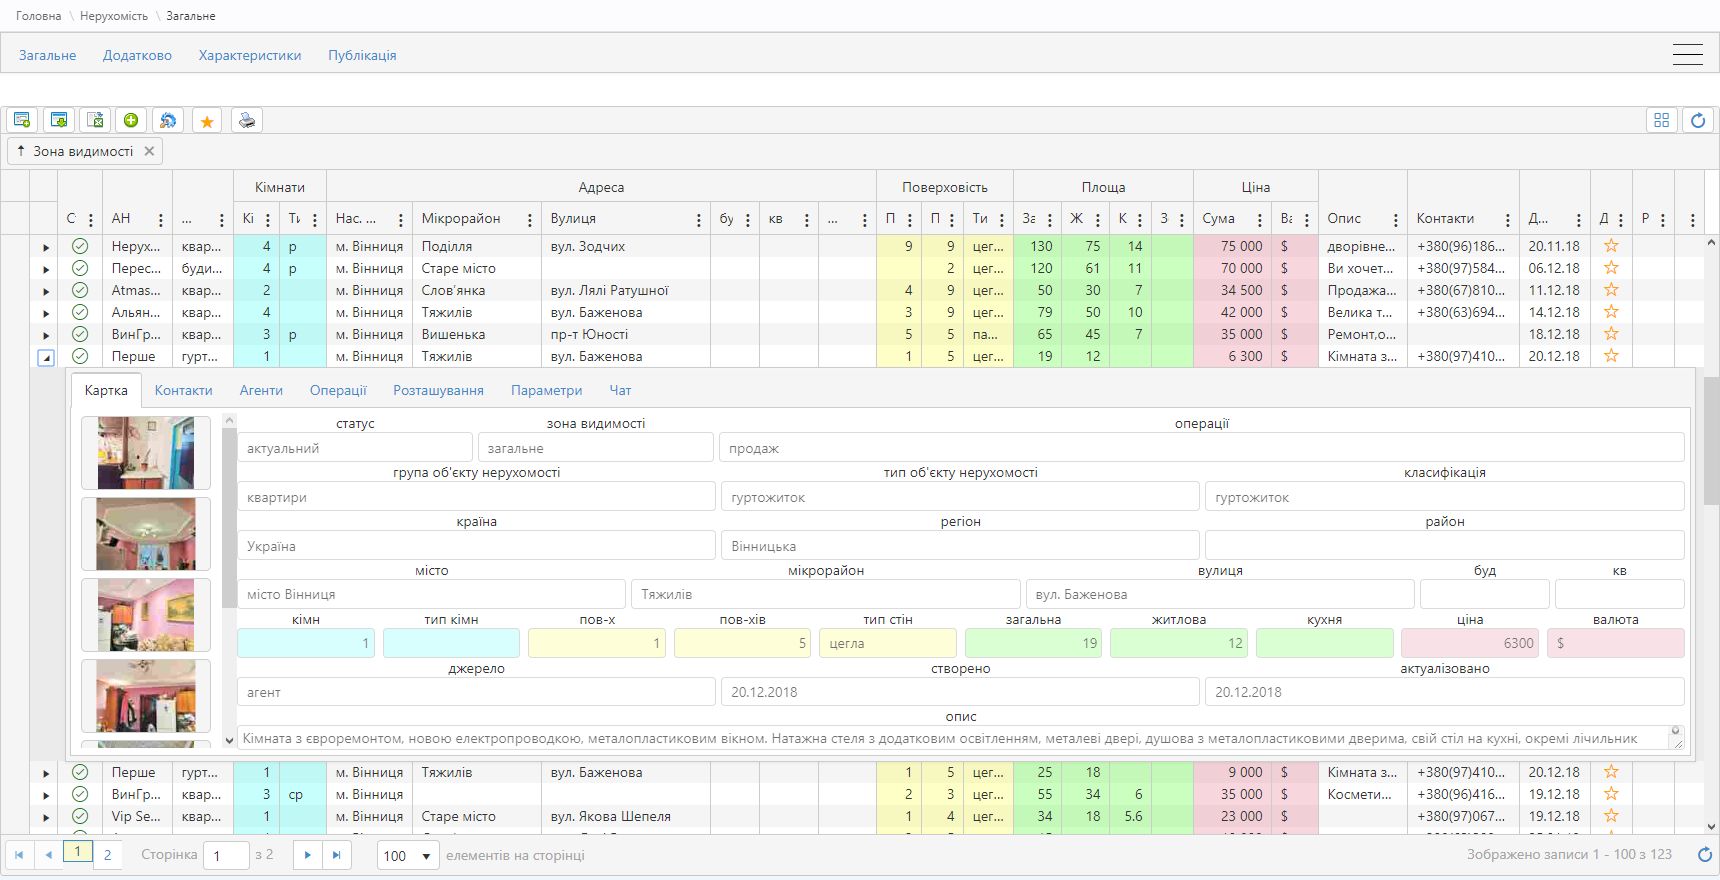 Головна \ Нерухомість \ Загальне
Загальне Додатково Характеристики Публікація
↑ Зона видимості ×
Кімнати Адреса Поверховість Площа Ціна
С АН ... Кі Ти Нас. ... Мікрорайон Вулиця бу кв ... П П Ти За Ж К З Сума Ва Опис Контакти Д... Д Р
Нерух... квар... 4 р м. Вінниця Поділля вул. Зодчих 9 9 цег... 130 75 14 75 000 $ дворівне... +380(96)186... 20.11.18
Перес... буди... 4 р м. Вінниця Старе місто 2 цег... 120 61 11 70 000 $ Ви хочет... +380(97)584... 06.12.18
Atmas... квар... 2 м. Вінниця Слов'янка вул. Лялі Ратушної 4 9 цег... 50 30 7 34 500 $ Продажа... +380(67)810... 11.12.18
Альян... квар... 4 м. Вінниця Тяжилів вул. Баженова 3 9 цег... 79 50 10 42 000 $ Велика т... +380(63)694... 14.12.18
ВинГр... квар... 3 р м. Вінниця Вишенька пр-т Юності 5 5 па... 65 45 7 35 000 $ Ремонт,о... 18.12.18
Перше гурт... 1 м. Вінниця Тяжилів вул. Баженова 1 5 цег... 19 12 6 300 $ Кімната з... +380(97)410... 20.12.18
Картка Контакти Агенти Операції Розташування Параметри Чат
статус зона видимості операції
актуальний загальне продаж
група об'єкту нерухомості тип об'єкту нерухомості класифікація
квартири гуртожиток гуртожиток
країна регіон район
Україна Вінницька
місто мікрорайон вулиця буд кв
місто Вінниця Тяжилів вул. Баженова
кімн тип кімн пов-х пов-хів тип стін загальна житлова кухня ціна валюта
1 1 5 цегла 19 12 6300 $
джерело створено актуалізовано
агент 20.12.2018 20.12.2018
опис
Кімната з євроремонтом, новою електропроводкою, металопластиковим вікном. Натажна стеля з додатковим освітленням, металеві двері, душова з металопластиковими дверима, свій стіл на кухні, окремі лічильник
Перше гурт... 1 м. Вінниця Тяжилів вул. Баженова 1 5 цег... 25 18 9 000 $ Кімната з... +380(97)410... 20.12.18
ВинГр... квар... 3 ср м. Вінниця 2 3 цег... 55 34 6 35 000 $ Космети... +380(96)416... 19.12.18
Vip Se... квар... 1 м. Вінниця Старе місто вул. Якова Шепеля 1 4 цег... 34 18 5.6 23 000 $ +380(97)067... 19.12.18
1 2 Сторінка 1 з 2 100 елементів на сторінці Зображено записи 1 - 100 з 123